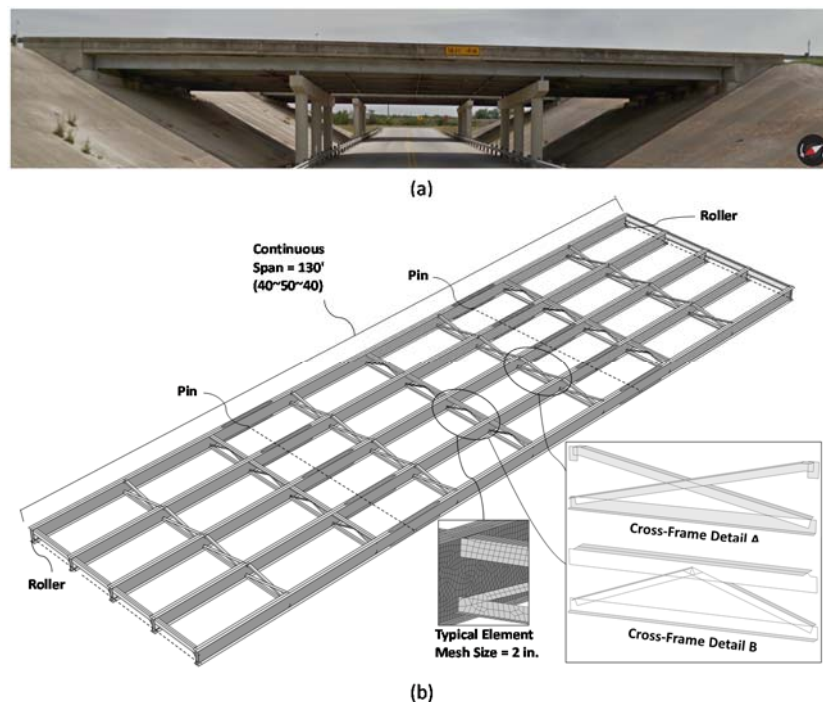 (a)
Roller
Continuous
Span = 130'
(40~50~40)
Pin
Pin
Roller
Typical Element
Mesh Size = 2 in.
Cross-Frame Detail A
Cross-Frame Detail B
(b)